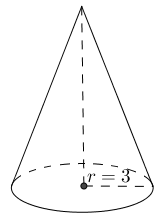 r = 3